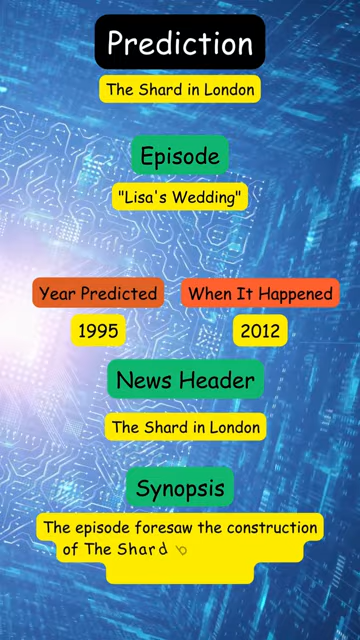 Prediction
The Shard in London
Episode
"Lisa's Wedding"
Year Predicted
When It Happened
1995
2012
News Header
The Shard in London
Synopsis
The episode foresaw the construction
of The Shard